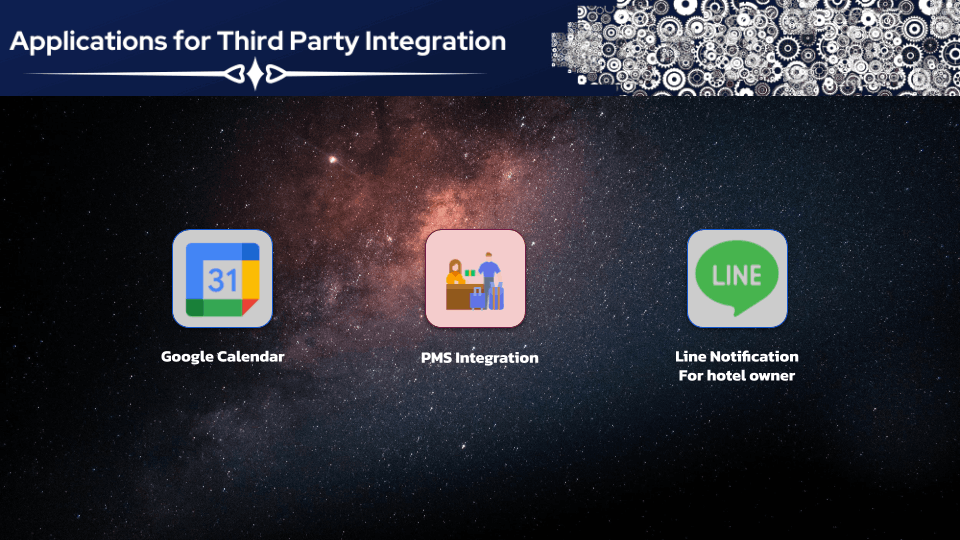 Applications for Third Party Integration
31
LINE
Google Calendar
PMS Integration
Line Notification
For hotel owner